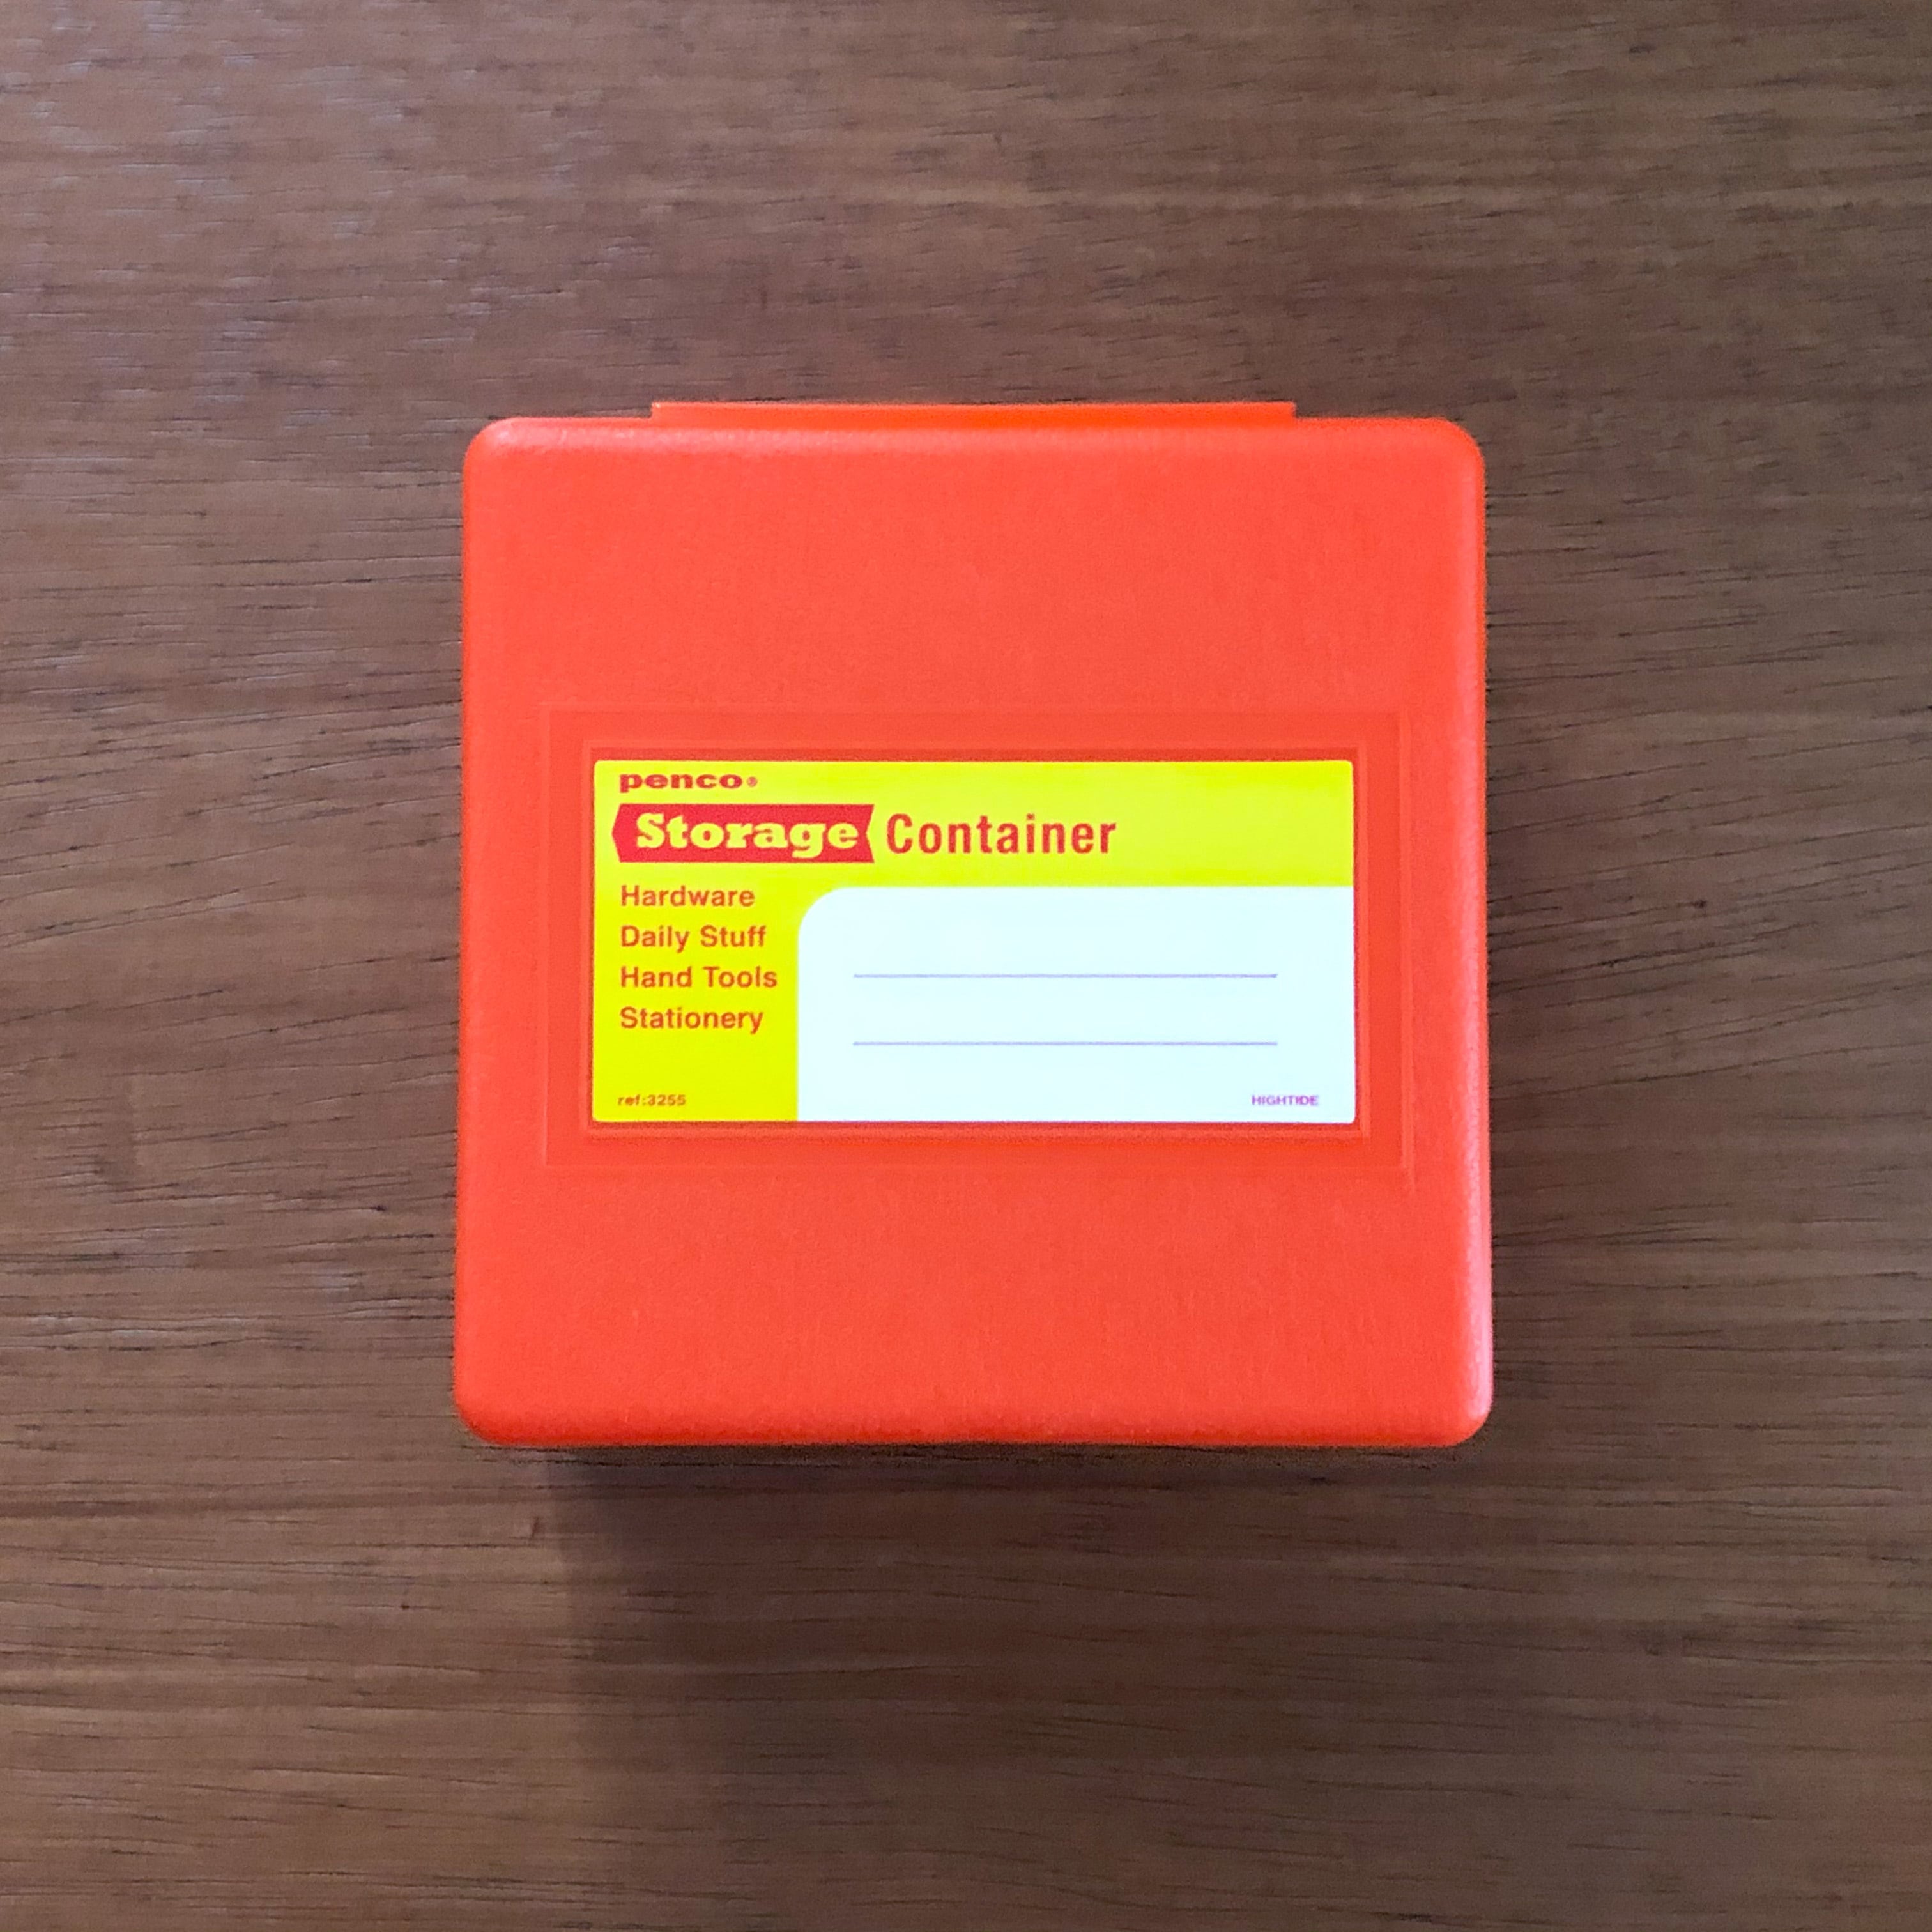 penco®
Storage Container
Hardware
Daily Stuff
Hand Tools
Stationery
ref:3255
HIGHTIDE